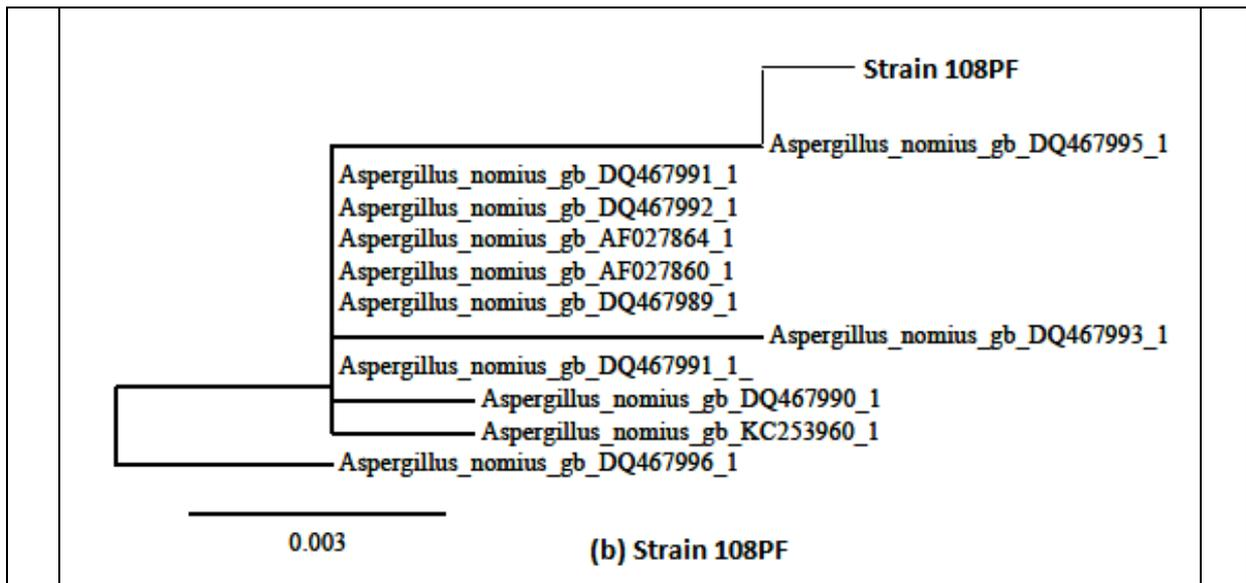 Strain 108PF
Aspergillus_nomius_gb_DQ467995_1
Aspergillus_nomius_gb_DQ467991_1
Aspergillus_nomius_gb_DQ467992_1
Aspergillus_nomius_gb_AF027864_1
Aspergillus_nomius_gb_AF027860_1
Aspergillus_nomius_gb_DQ467989_1
Aspergillus_nomius_gb_DQ467993_1
Aspergillus_nomius_gb_DQ467991_1_
Aspergillus_nomius_gb_DQ467990_1
Aspergillus_nomius_gb_KC253960_1
Aspergillus_nomius_gb_DQ467996_1
0.003
(b) Strain 108PF